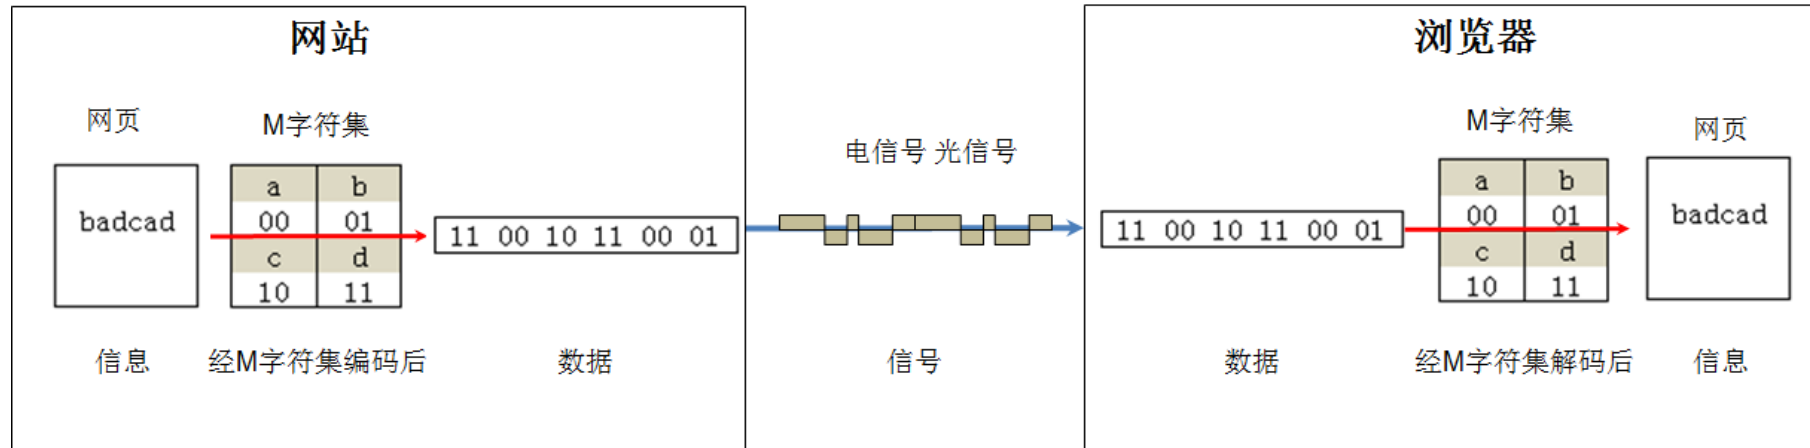 网站
网页
M字符集
badcad
a b
00 01
c d
10 11
11 00 10 11 00 01
信息
经M字符集编码后
数据
电信号 光信号
信号
浏览器
M字符集
网页
11 00 10 11 00 01
a b
00 01
c d
10 11
badcad
数据
经M字符集解码后
信息